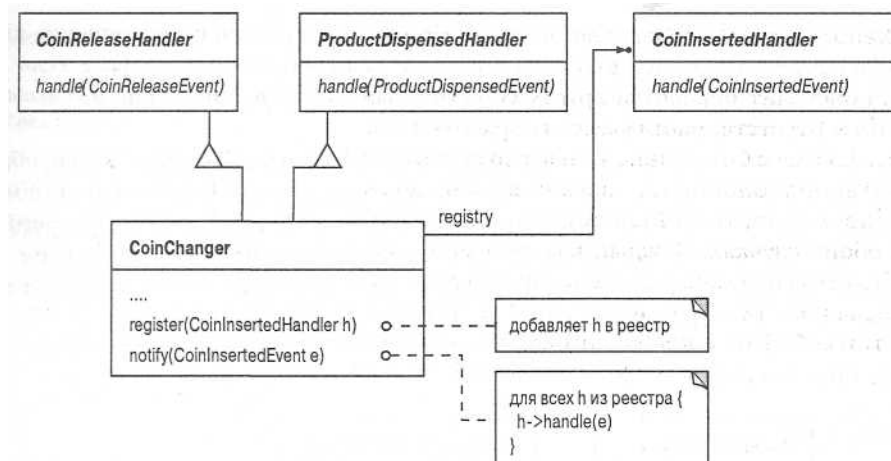 CoinReleaseHandler
handle(CoinReleaseEvent)
ProductDispensedHandler
handle(ProductDispensedEvent)
CoinInsertedHandler
handle(CoinInsertedEvent)
registry
CoinChanger
....
register(CoinInsertedHandler h)
notify(CoinInsertedEvent e)
добавляет h в реестр
для всех h из реестра {
h->handle(e)
}